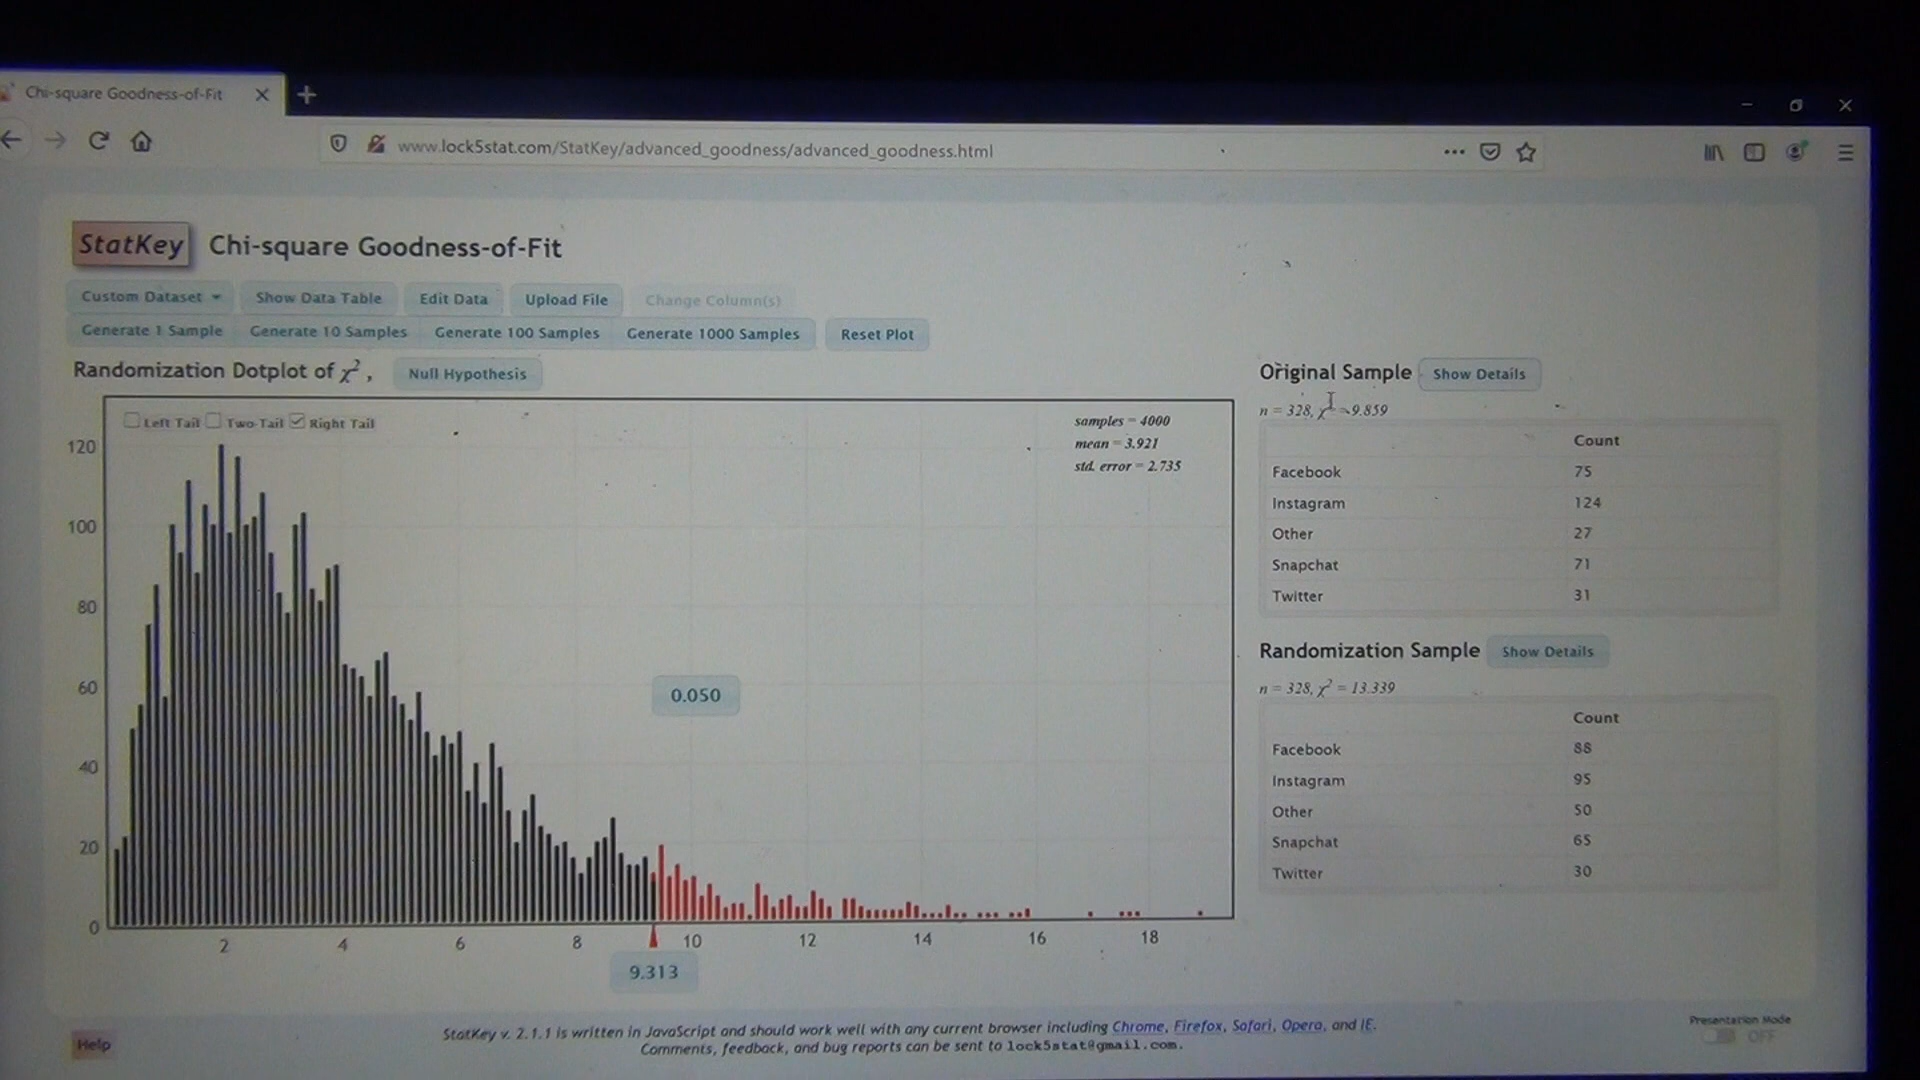 Chi-square Goodness-of-Fit
www.lock5stat.com/StatKey/advanced_goodness/advanced_goodness.html
StatKey Chi-square Goodness-of-Fit
Custom Dataset Show Data Table Edit Data Upload File Change Column(s)
Generate 1 Sample Generate 10 Samples Generate 100 Samples Generate 1000 Samples Reset Plot
Randomization Dotplot of χ², Null Hypothesis
Left Tail Two-Tail Right Tail
samples = 4000
mean = 3.921
std. error = 2.735
120
100
80
60
40
20
0
0.050
2 4 6 8 10 12 14 16 18
9.313
Original Sample Show Details
n = 328, χ² = 9.859
Count
Facebook 75
Instagram 124
Other 27
Snapchat 71
Twitter 31
Randomization Sample Show Details
n = 328, χ² = 13.339
Count
Facebook 88
Instagram 95
Other 50
Snapchat 65
Twitter 30
StatKey v. 2.1.1 is written in JavaScript and should work well with any current browser including Chrome, Firefox, Safari, Opera, and IE.
Comments, feedback, and bug reports can be sent to lock5stat@gmail.com.
Help
Presentation Mode
OFF